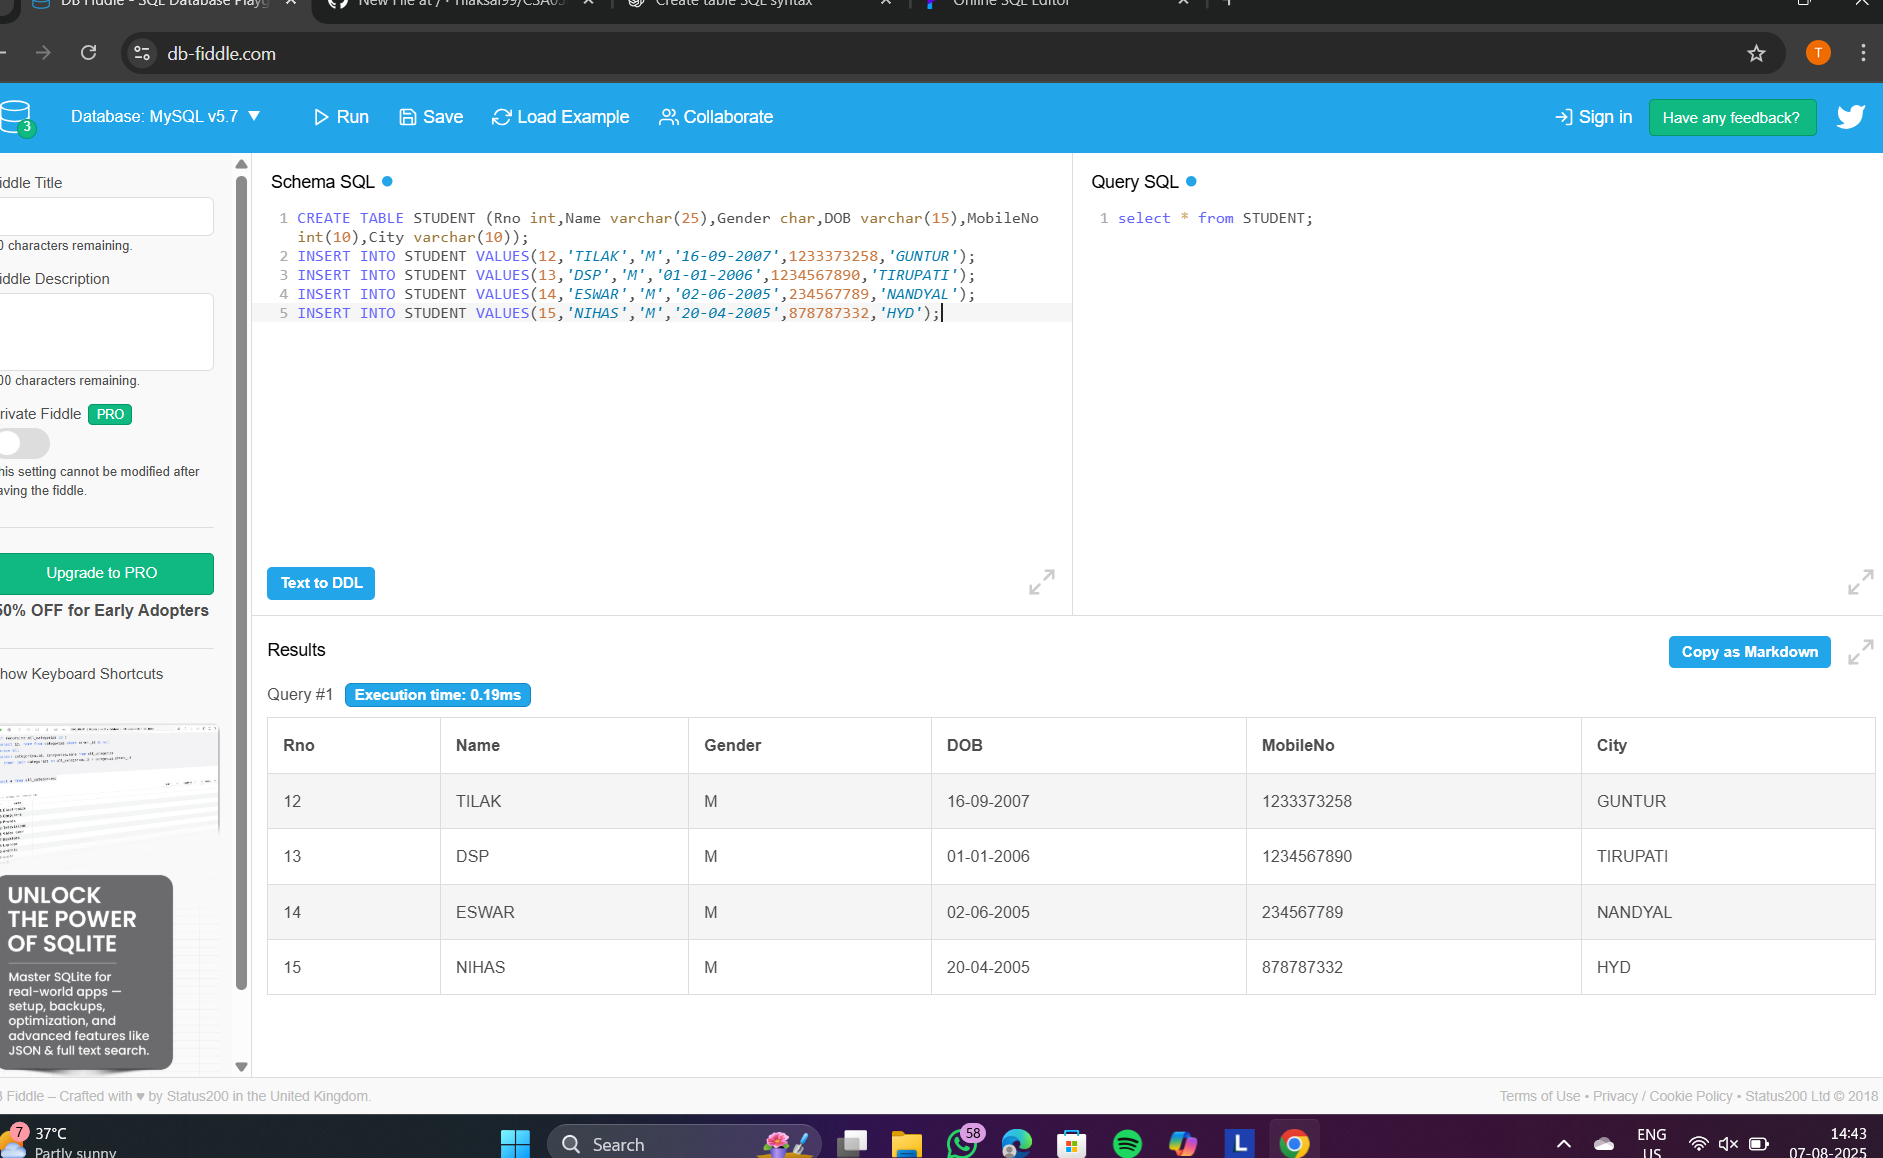 DB Fiddle - SQL Database Playg
New File at / · Tilaksai99/CSA05
Create table SQL syntax
Online SQL Editor
db-fiddle.com
T
3
Database: MySQL v5.7 ▼
Run
Save
Load Example
Collaborate
Sign in
Have any feedback?
iddle Title
0 characters remaining.
iddle Description
00 characters remaining.
rivate Fiddle PRO
his setting cannot be modified after
aving the fiddle.
Upgrade to PRO
50% OFF for Early Adopters
how Keyboard Shortcuts
UNLOCK
THE POWER
OF SQLITE
Master SQLite for
real-world apps —
setup, backups,
optimization, and
advanced features like
JSON & full text search.
Schema SQL
1 CREATE TABLE STUDENT (Rno int,Name varchar(25),Gender char,DOB varchar(15),MobileNo
int(10),City varchar(10));
2 INSERT INTO STUDENT VALUES(12,'TILAK','M','16-09-2007',1233373258,'GUNTUR');
3 INSERT INTO STUDENT VALUES(13,'DSP','M','01-01-2006',1234567890,'TIRUPATI');
4 INSERT INTO STUDENT VALUES(14,'ESWAR','M','02-06-2005',234567789,'NANDYAL');
5 INSERT INTO STUDENT VALUES(15,'NIHAS','M','20-04-2005',878787332,'HYD');
Text to DDL
Query SQL
1 select * from STUDENT;
Results
Copy as Markdown
Query #1 Execution time: 0.19ms
Rno Name Gender DOB MobileNo City
12 TILAK M 16-09-2007 1233373258 GUNTUR
13 DSP M 01-01-2006 1234567890 TIRUPATI
14 ESWAR M 02-06-2005 234567789 NANDYAL
15 NIHAS M 20-04-2005 878787332 HYD
B Fiddle – Crafted with ♥ by Status200 in the United Kingdom.
Terms of Use • Privacy / Cookie Policy • Status200 Ltd © 2018
7
37°C
Partly sunny
Search
58
L
ENG
US
14:43
07-08-2025